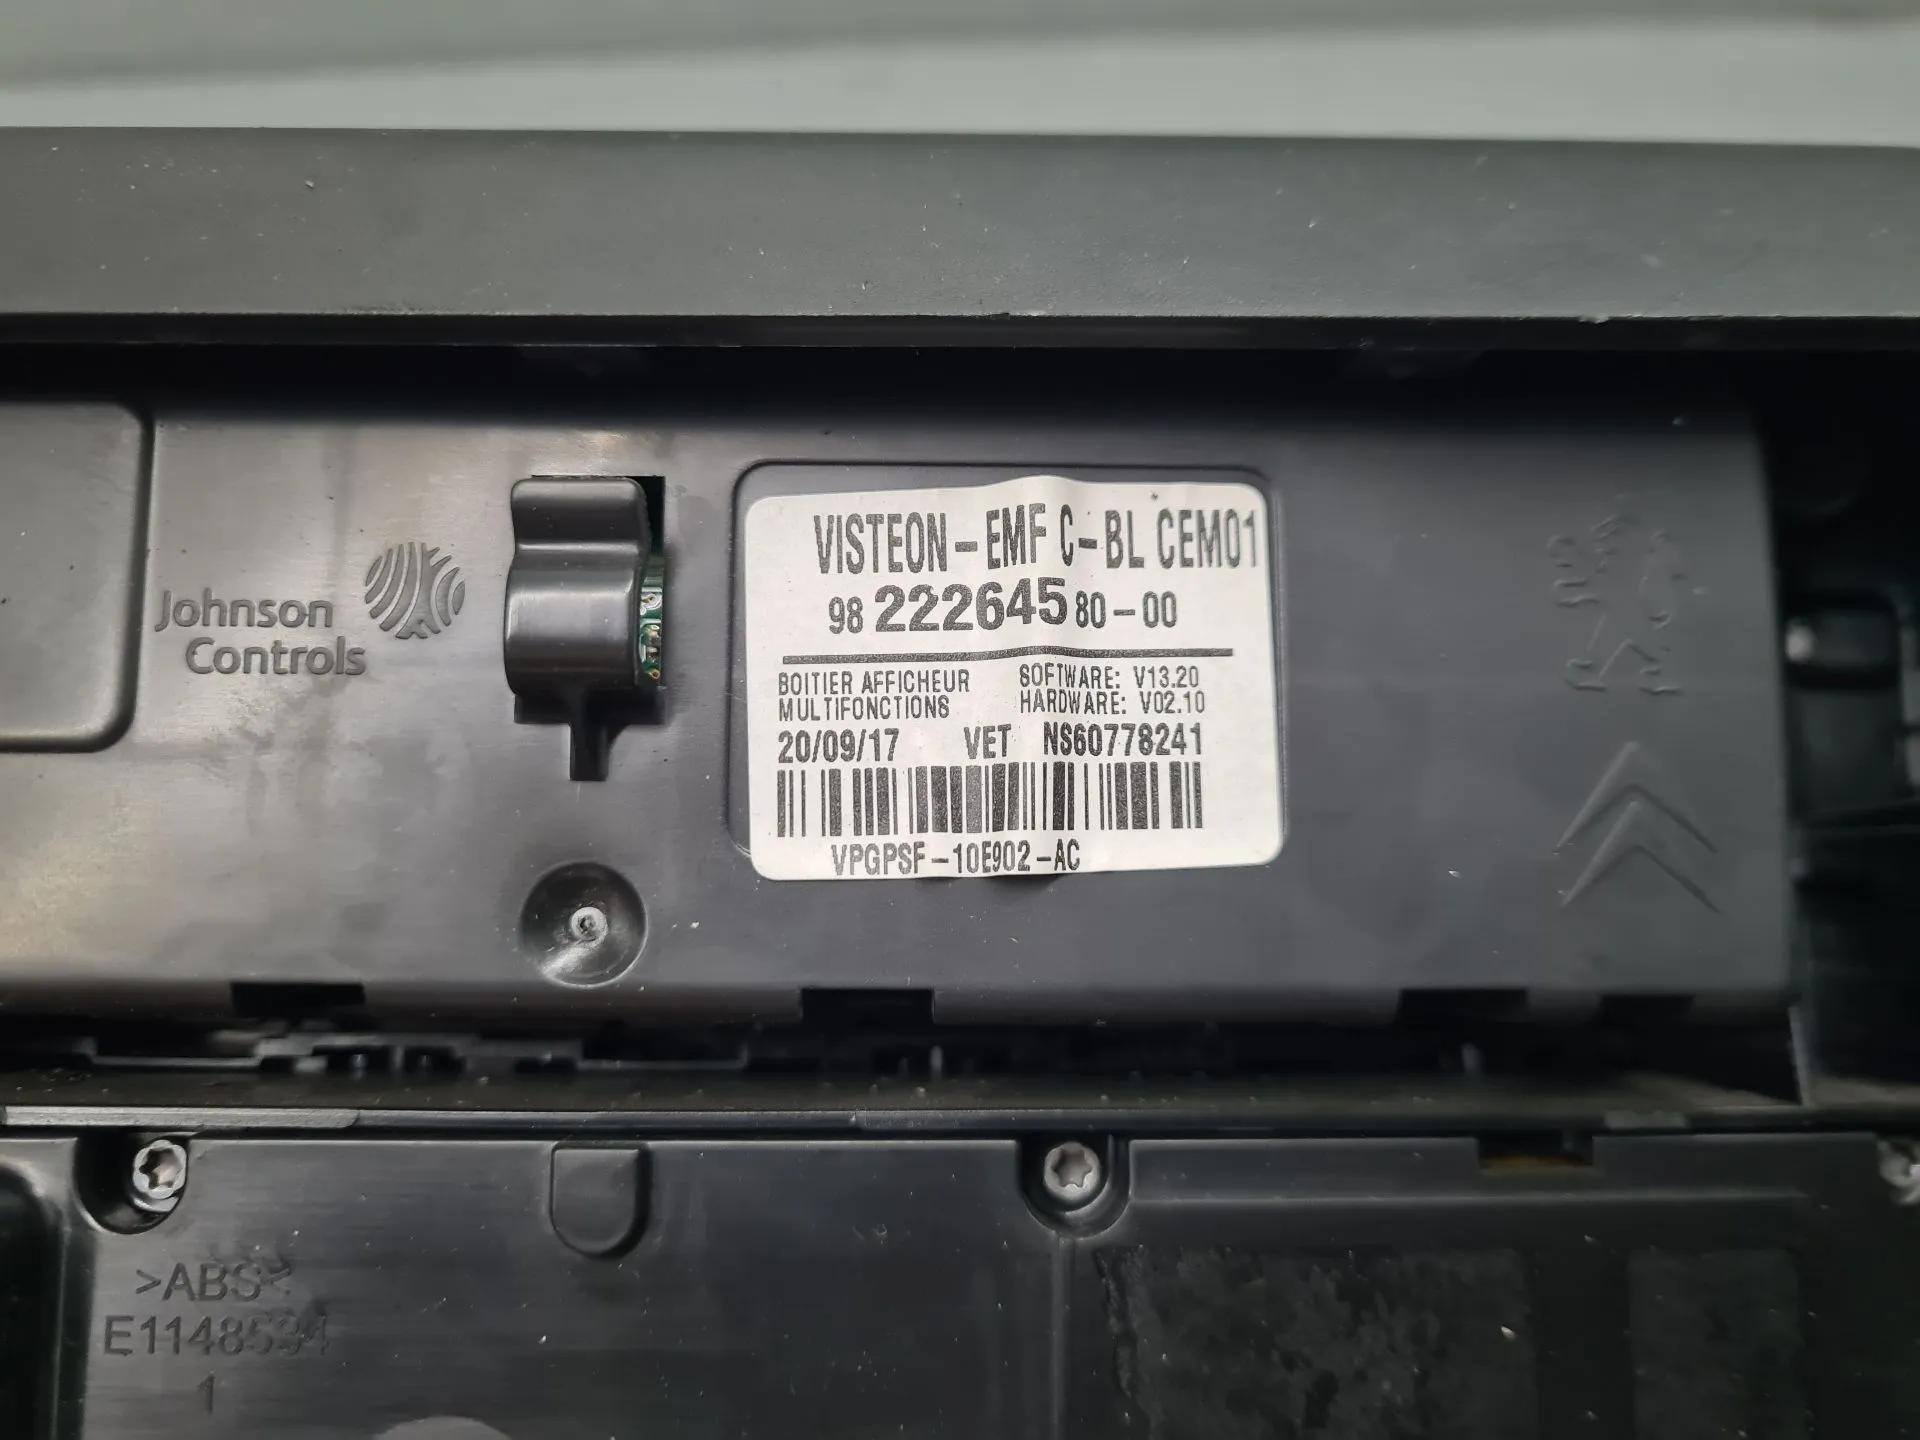 Johnson
Controls
VISTEON-EMF C-BL CEM01
98 222645 80-00
BOITIER AFFICHEUR
MULTIFONCTIONS
SOFTWARE: V13.20
HARDWARE: V02.10
20/09/17 VET NS60778241
VPGPSF-10E902-AC
>ABS<
E1148534
1